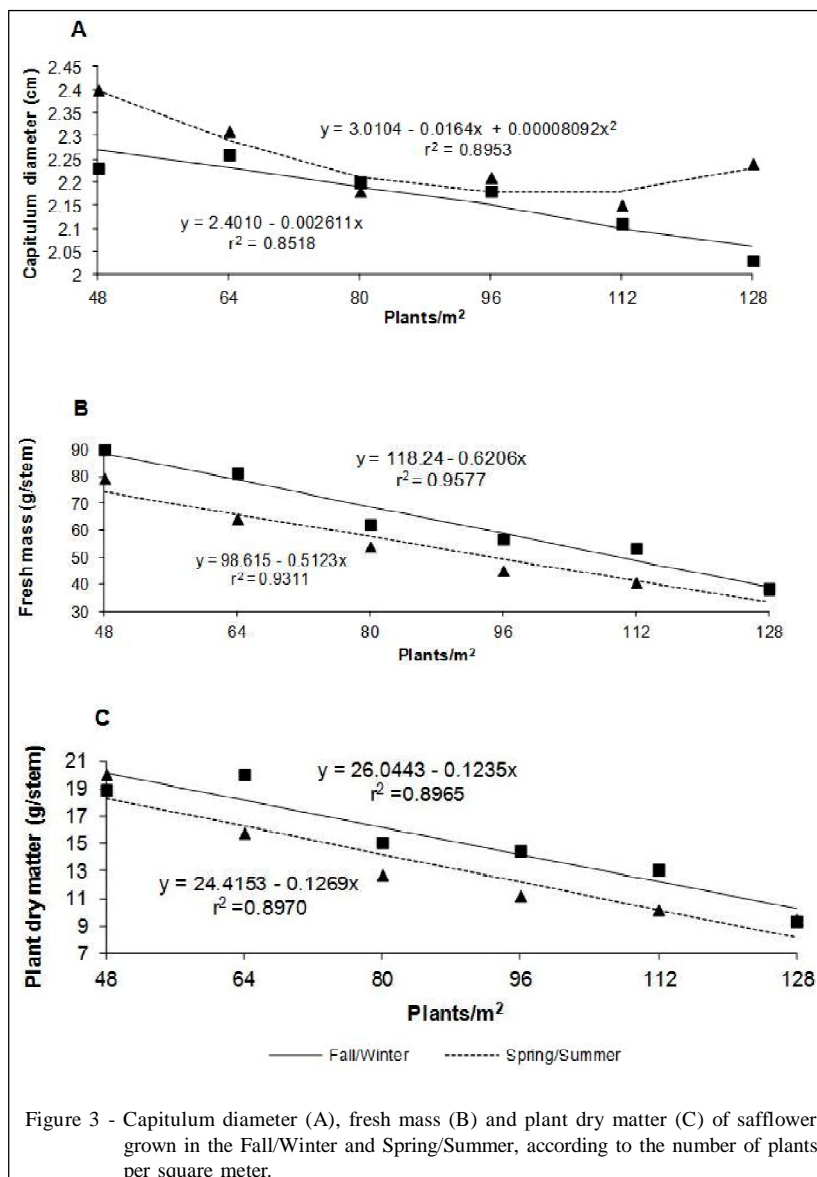 A
Capitulum diameter (cm)
2.45
2.4
2.35
2.3
2.25
2.2
2.15
2.1
2.05
2
y = 3.0104 - 0.0164x + 0.00008092x²
r² = 0.8953
y = 2.4010 - 0.002611x
r² = 0.8518
48 64 80 96 112 128
Plants/m²
B
Fresh mass (g/stem)
90
80
70
60
50
40
30
y = 118.24 - 0.6206x
r² = 0.9577
y = 98.615 - 0.5123x
r² = 0.9311
48 64 80 96 112 128
Plants/m²
C
Plant dry matter (g/stem)
21
19
17
15
13
11
9
7
y = 26.0443 - 0.1235x
r² = 0.8965
y = 24.4153 - 0.1269x
r² =0.8970
48 64 80 96 112 128
Plants/m²
Fall/Winter Spring/Summer
Figure 3 - Capitulum diameter (A), fresh mass (B) and plant dry matter (C) of safflower
grown in the Fall/Winter and Spring/Summer, according to the number of plants
per square meter.